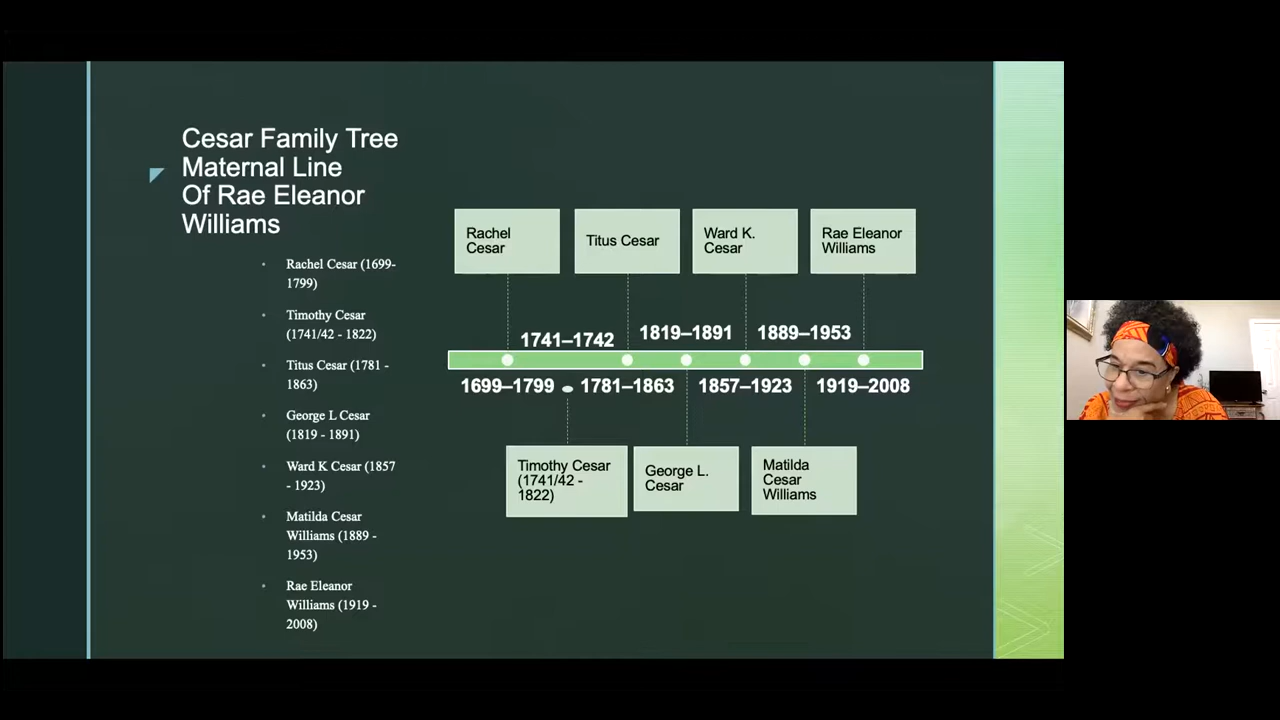 Cesar Family Tree
Maternal Line
Of Rae Eleanor
Williams
Rachel Cesar (1699-
1799)
Timothy Cesar
(1741/42 - 1822)
Titus Cesar (1781 -
1863)
George L Cesar
(1819 - 1891)
Ward K Cesar (1857
- 1923)
Matilda Cesar
Williams (1889 -
1953)
Rae Eleanor
Williams (1919 -
2008)
Rachel
Cesar
Titus Cesar
Ward K.
Cesar
Rae Eleanor
Williams
1741–1742
1819–1891
1889–1953
1699–1799
1781–1863
1857–1923
1919–2008
Timothy Cesar
(1741/42 -
1822)
George L.
Cesar
Matilda
Cesar
Williams